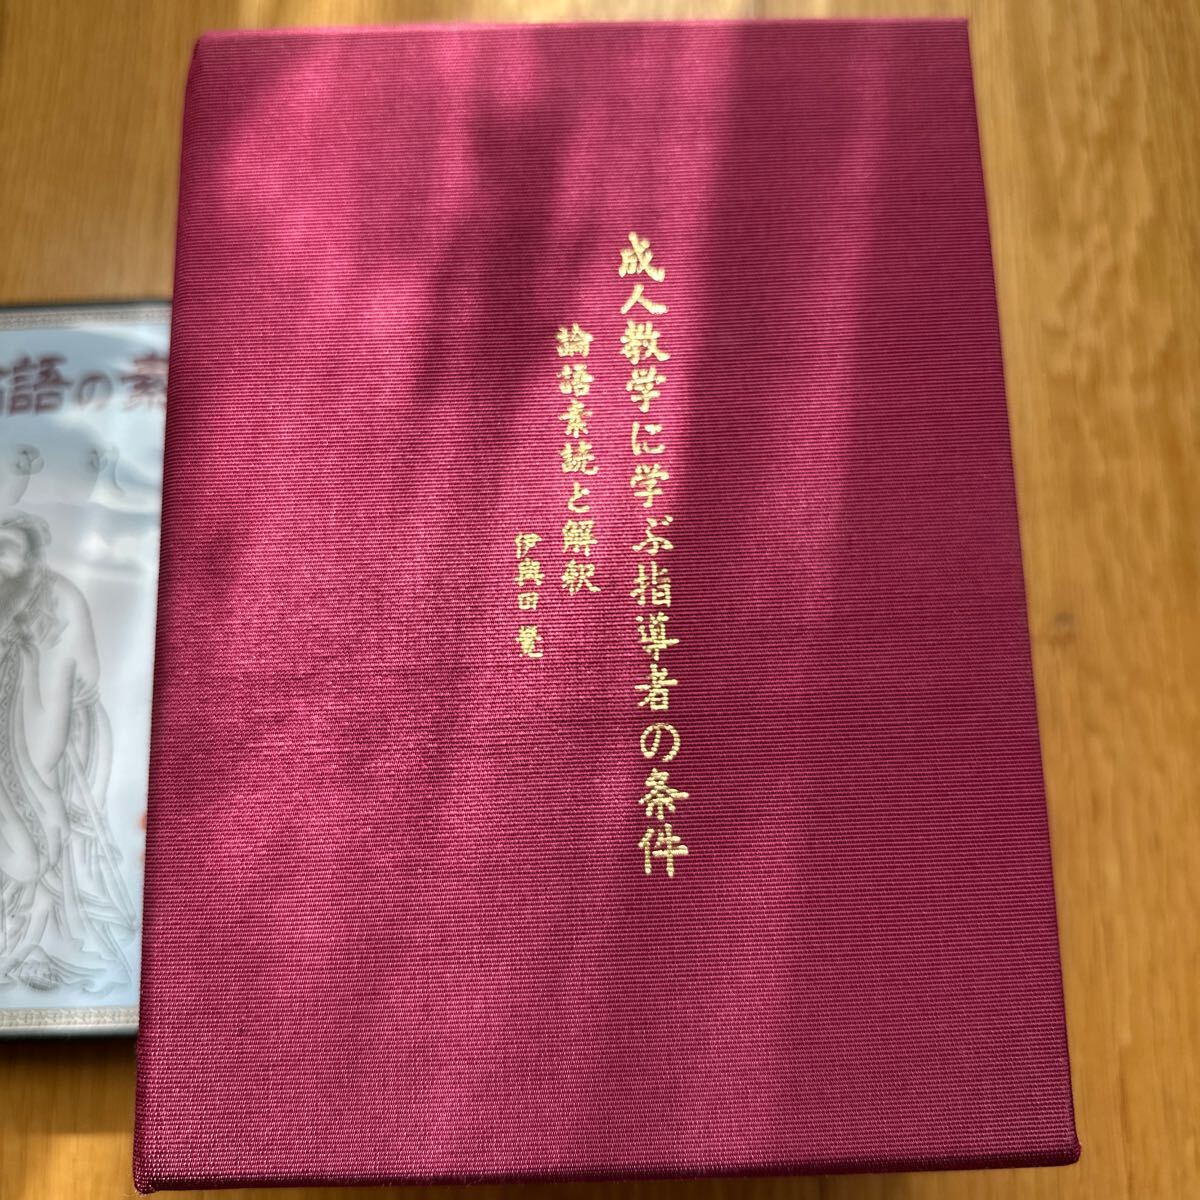 成人教学に学ぶ指導者の条件
論語素読と解釈
伊與田 覺
語の素